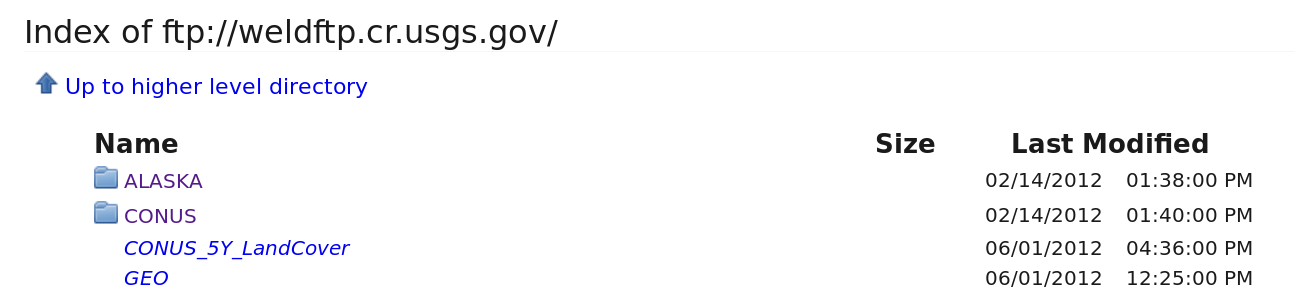 Index of ftp://weldftp.cr.usgs.gov/
Up to higher level directory
Name Size Last Modified
ALASKA 02/14/2012 01:38:00 PM
CONUS 02/14/2012 01:40:00 PM
CONUS_5Y_LandCover 06/01/2012 04:36:00 PM
GEO 06/01/2012 12:25:00 PM